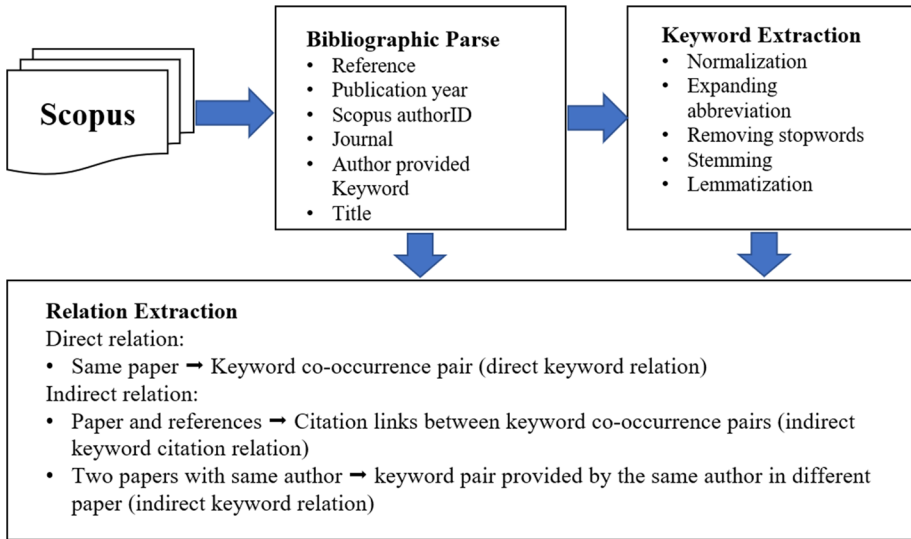 Scopus
Bibliographic Parse
• Reference
• Publication year
• Scopus authorID
• Journal
• Author provided
Keyword
• Title
Keyword Extraction
• Normalization
• Expanding
abbreviation
• Removing stopwords
• Stemming
• Lemmatization
Relation Extraction
Direct relation:
• Same paper ➞ Keyword co-occurrence pair (direct keyword relation)
Indirect relation:
• Paper and references ➞ Citation links between keyword co-occurrence pairs (indirect
keyword citation relation)
• Two papers with same author ➞ keyword pair provided by the same author in different
paper (indirect keyword relation)